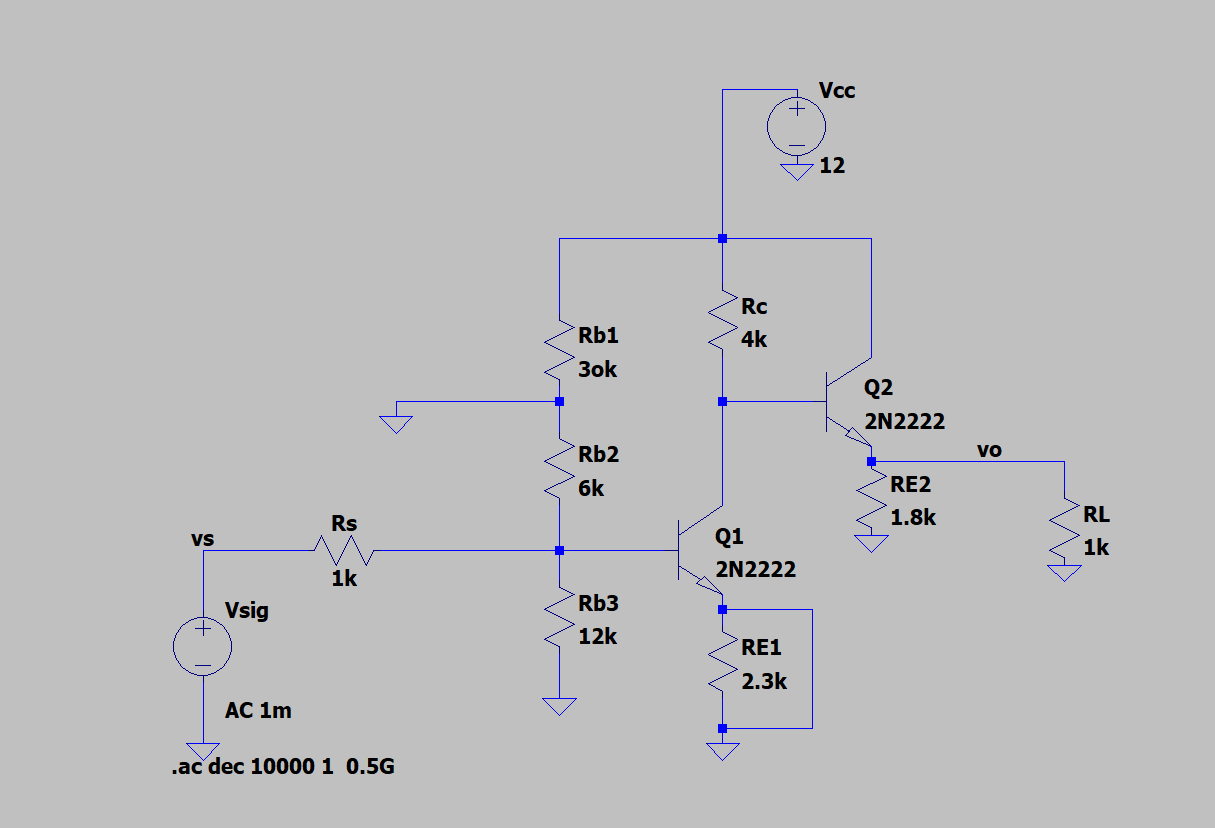 Vcc
12
Rc
4k
Rb1
3ok
Q2
2N2222
vo
Rb2
6k
RE2
1.8k
RL
1k
Rs
vs
1k
Q1
2N2222
Vsig
Rb3
12k
RE1
2.3k
AC 1m
.ac dec 10000 1 0.5G